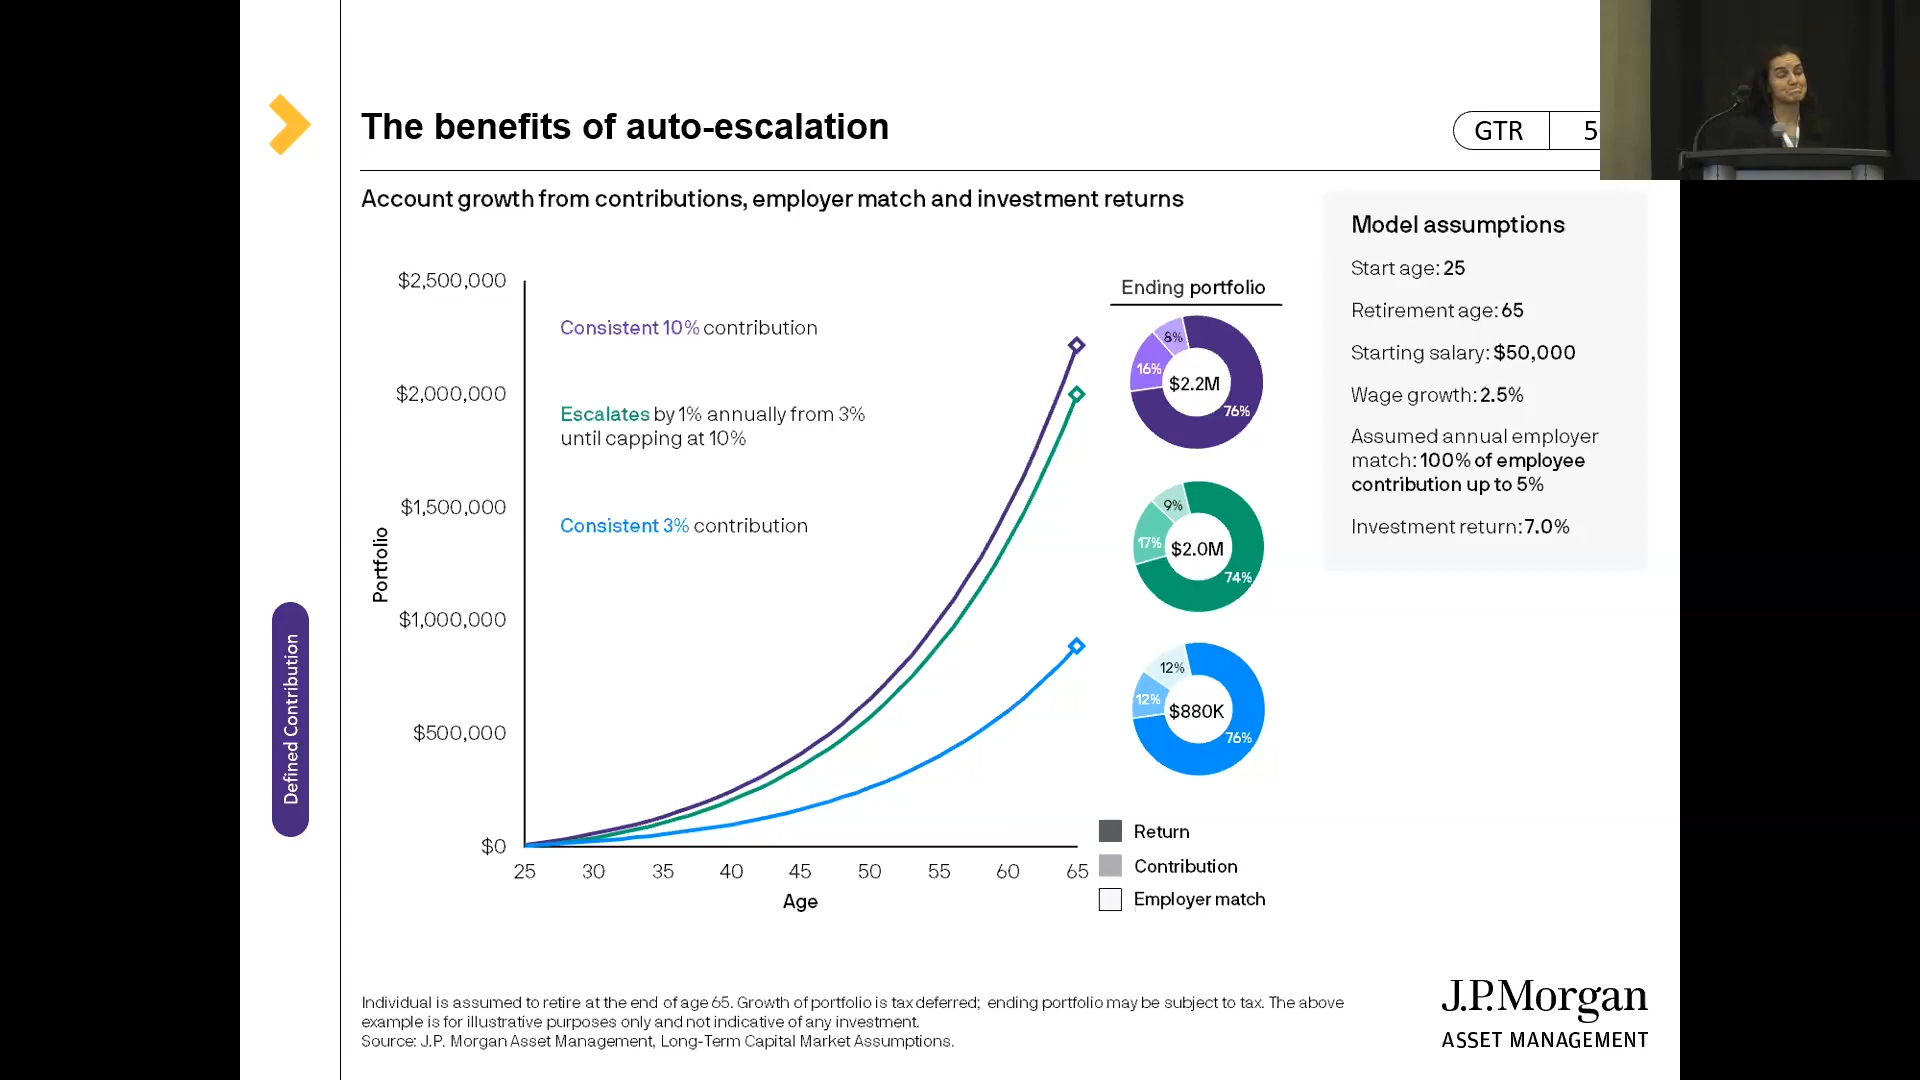 The benefits of auto-escalation
GTR
5
Account growth from contributions, employer match and investment returns
Model assumptions
Start age: 25
Retirement age: 65
Starting salary: $50,000
Wage growth: 2.5%
Assumed annual employer
match: 100% of employee
contribution up to 5%
Investment return: 7.0%
Portfolio
$2,500,000
$2,000,000
$1,500,000
$1,000,000
$500,000
$0
25 30 35 40 45 50 55 60 65
Age
Consistent 10% contribution
Escalates by 1% annually from 3%
until capping at 10%
Consistent 3% contribution
Ending portfolio
8%
16%
$2.2M
76%
9%
17%
$2.0M
74%
12%
12%
$880K
76%
Return
Contribution
Employer match
Defined Contribution
Individual is assumed to retire at the end of age 65. Growth of portfolio is tax deferred; ending portfolio may be subject to tax. The above
example is for illustrative purposes only and not indicative of any investment.
Source: J.P. Morgan Asset Management, Long-Term Capital Market Assumptions.
J.P.Morgan
ASSET MANAGEMENT